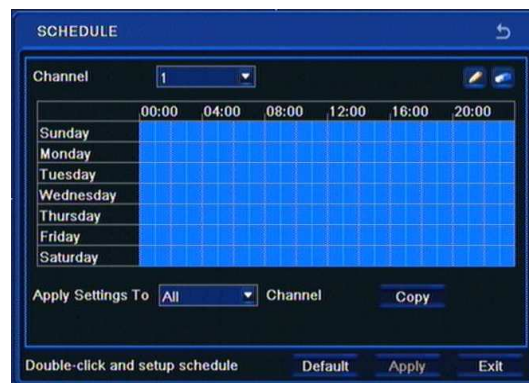 SCHEDULE
Channel 1
00:00 04:00 08:00 12:00 16:00 20:00
Sunday
Monday
Tuesday
Wednesday
Thursday
Friday
Saturday
Apply Settings To All Channel Copy
Double-click and setup schedule Default Apply Exit